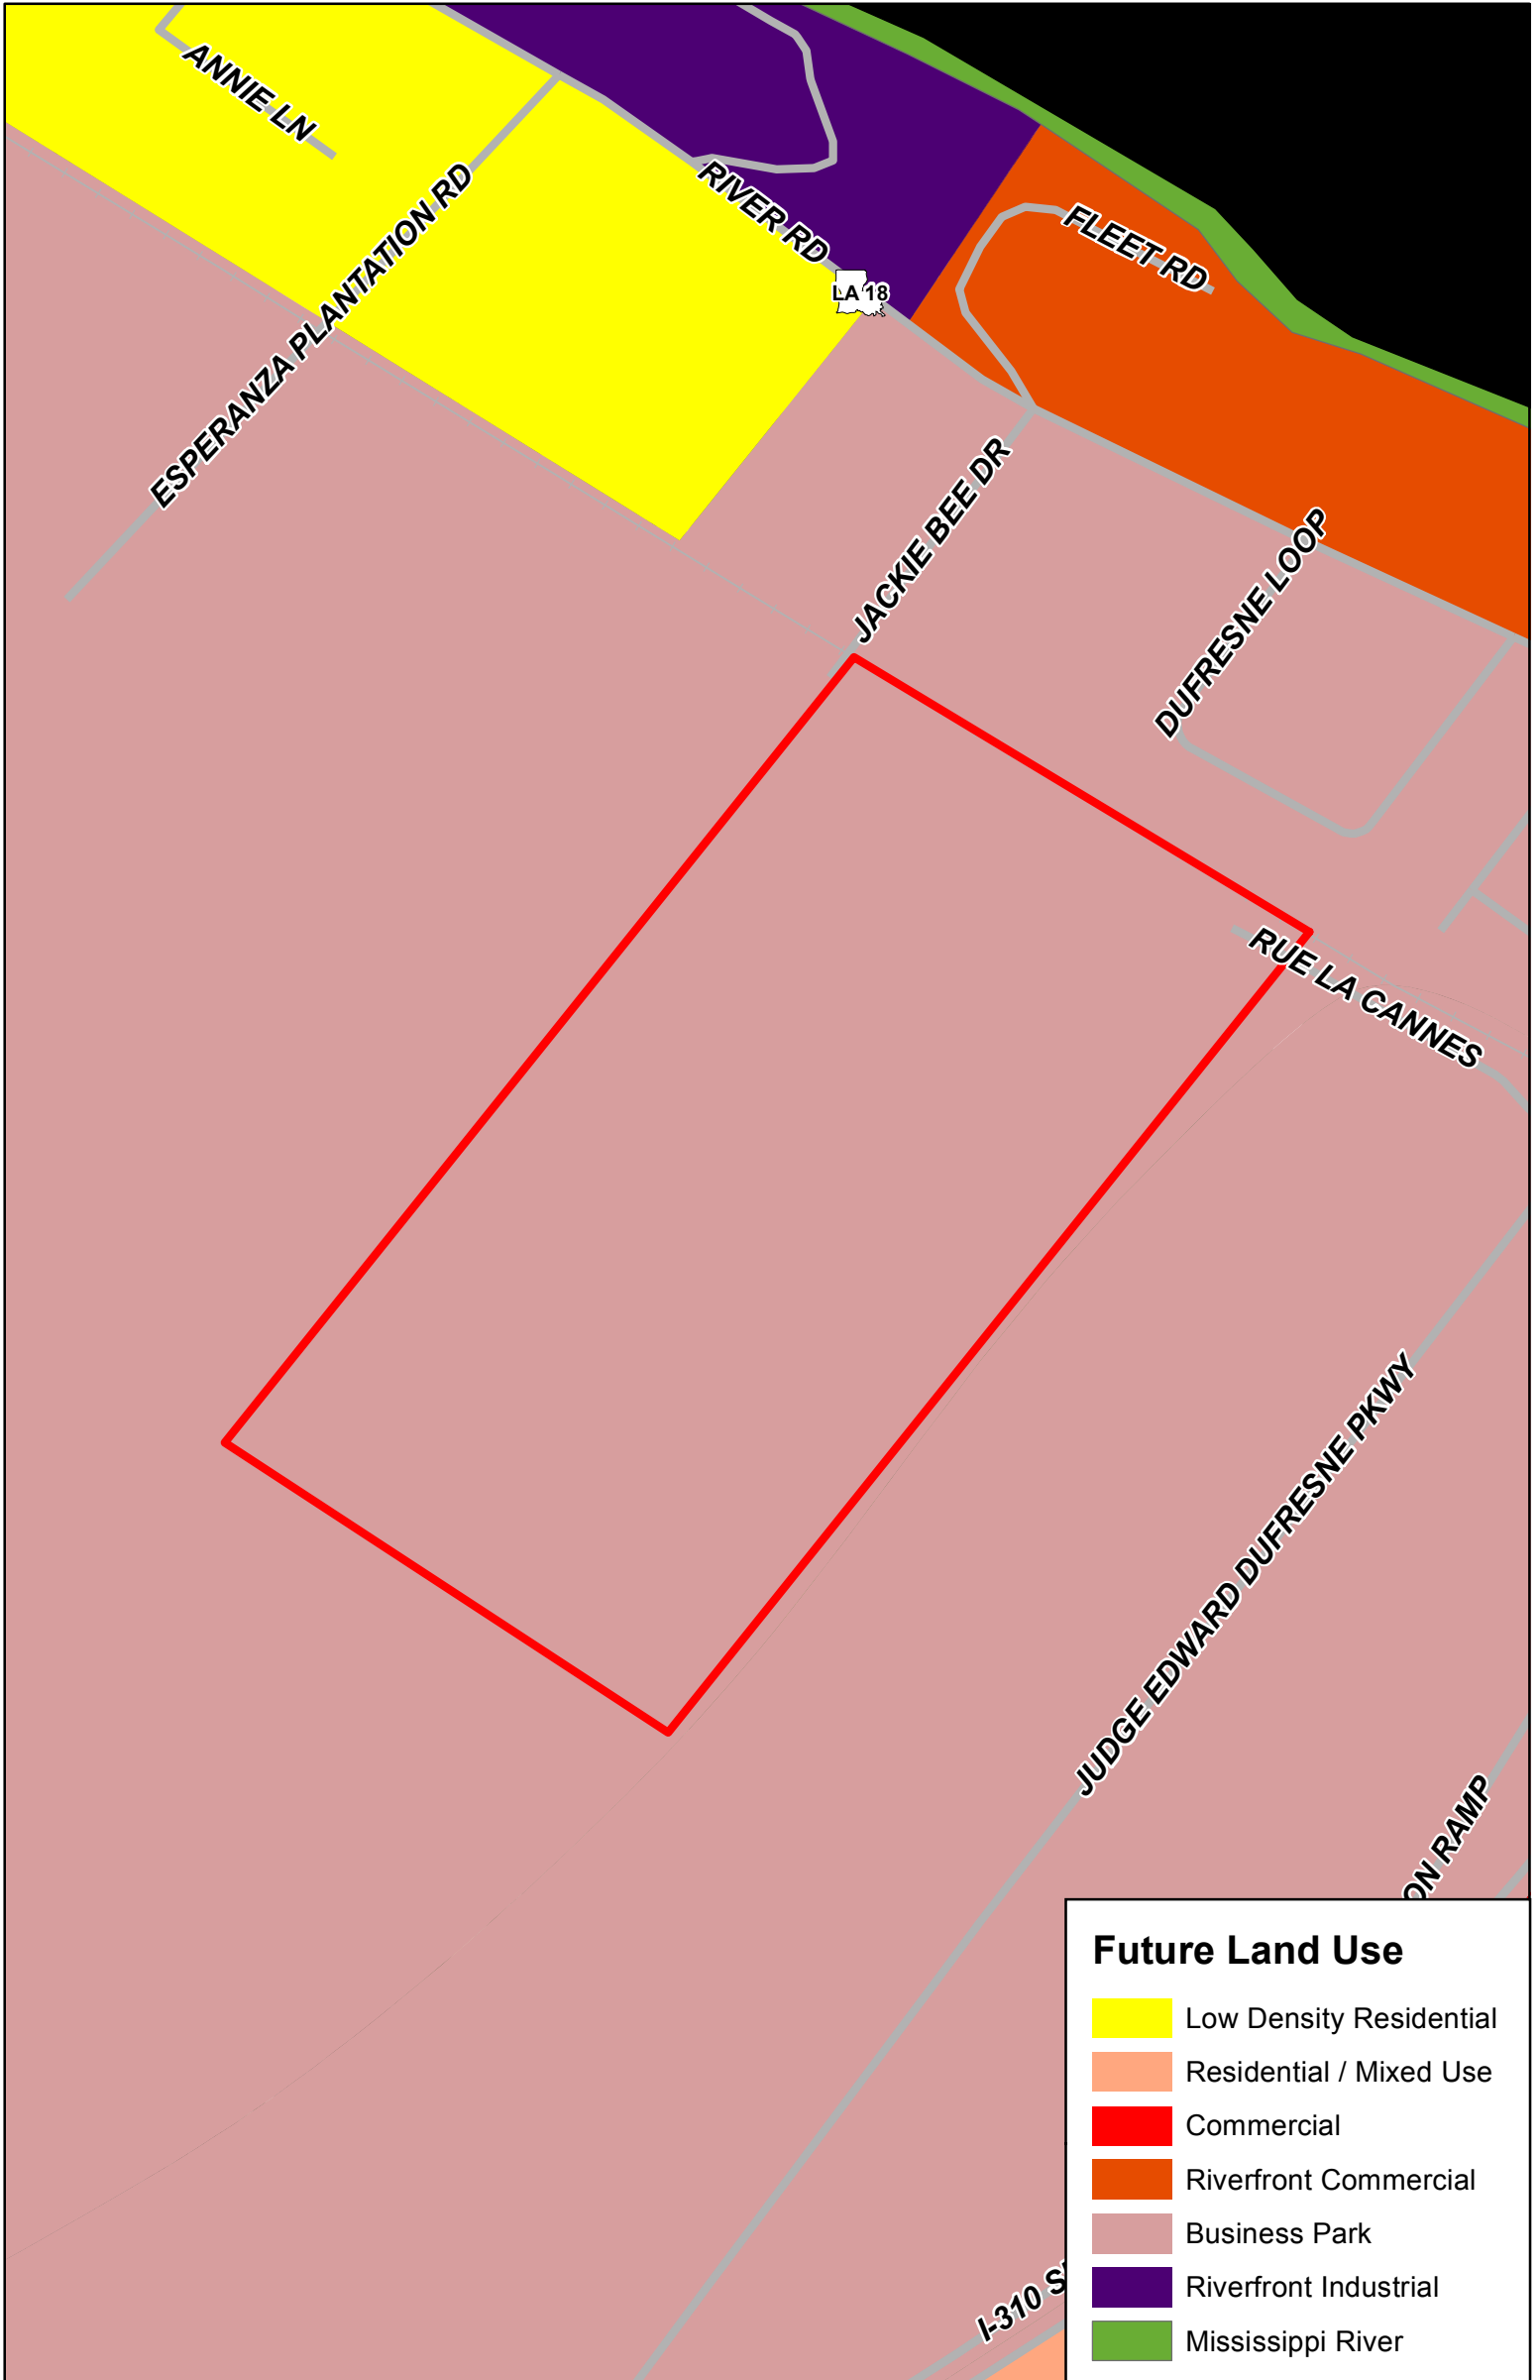 ANNIE LN
ESPERANZA PLANTATION RD
RIVER RD
LA 18
FLEET RD
JACKIE BEE DR
DUFRESNE LOOP
RUE LA CANNES
JUDGE EDWARD DUFRESNE PKWY
ON RAMP
I-310 S
Future Land Use
Low Density Residential
Residential / Mixed Use
Commercial
Riverfront Commercial
Business Park
Riverfront Industrial
Mississippi River